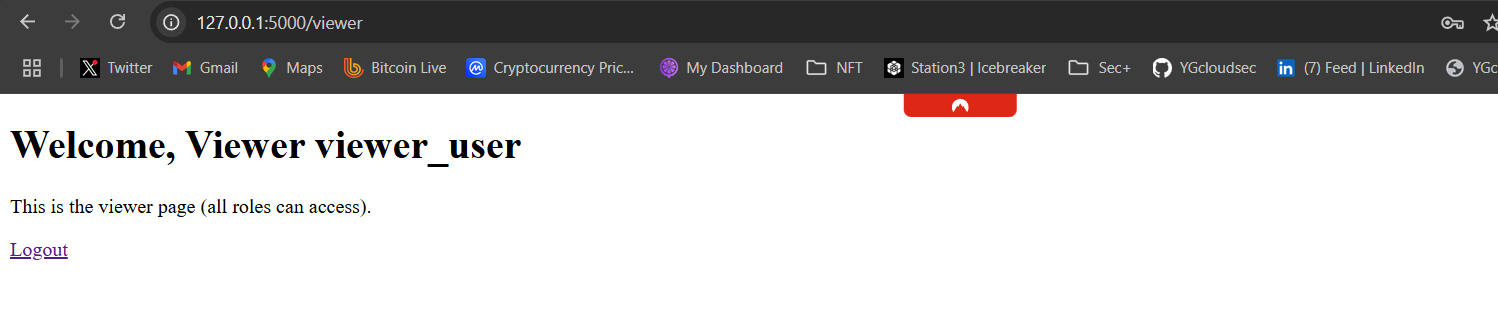 127.0.0.1:5000/viewer
Twitter Gmail Maps Bitcoin Live Cryptocurrency Pric... My Dashboard NFT Station3 | Icebreaker Sec+ YGcloudsec (7) Feed | LinkedIn YGc
Welcome, Viewer viewer_user
This is the viewer page (all roles can access).
Logout